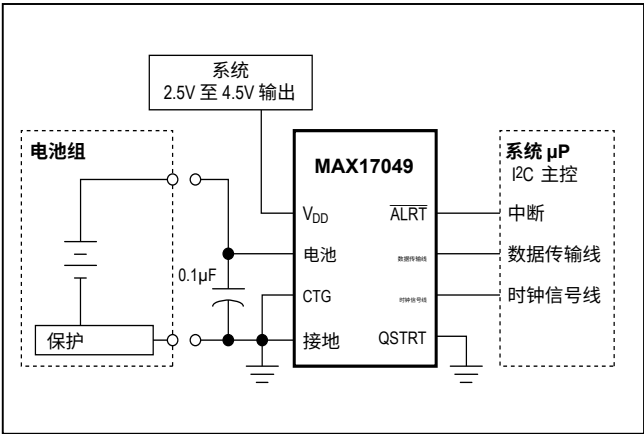 系统
2.5V 至 4.5V 输出
电池组
MAX17049
系统 µP
I²C 主控
V_DD
ALRT
中断
电池
数据传输线
数据传输线
0.1µF
CTG
时钟信号线
时钟信号线
保护
接地
QSTRT